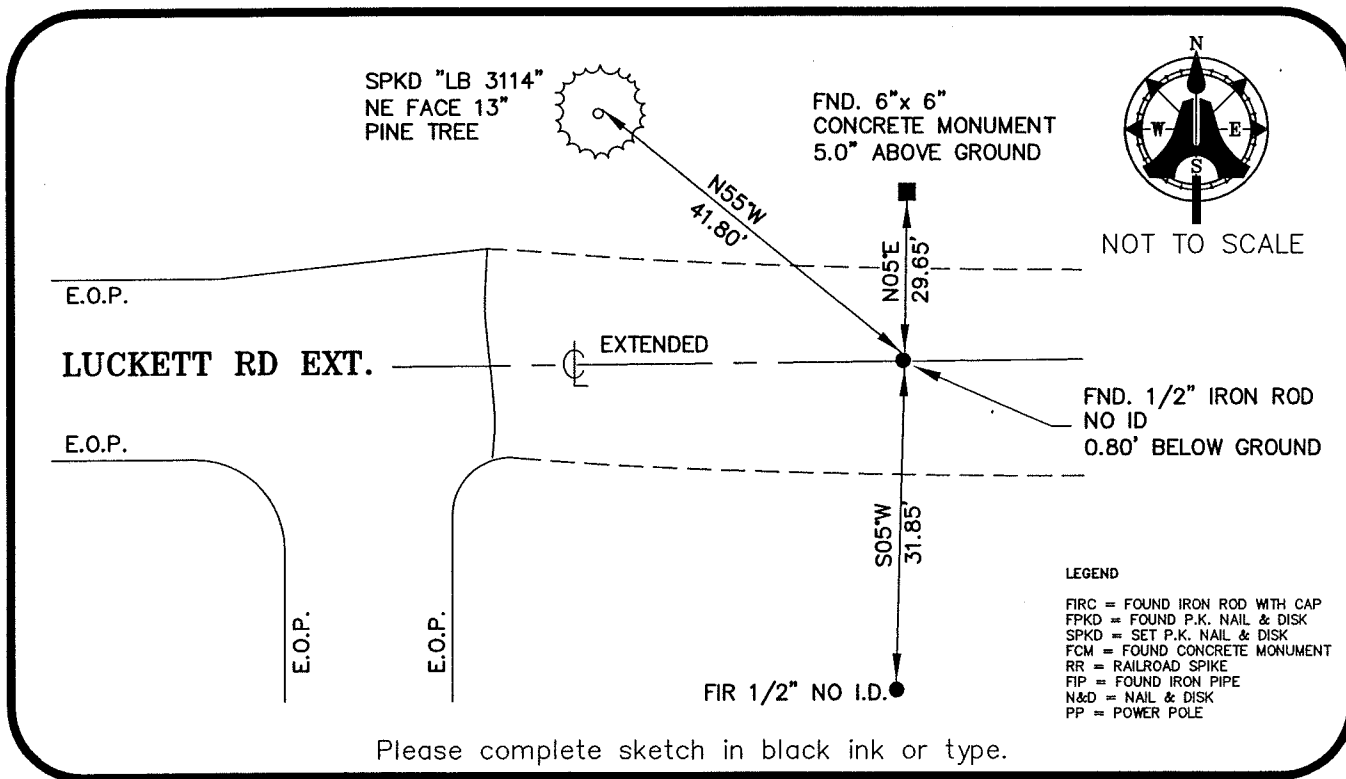 SPKD "LB 3114"
NE FACE 13"
PINE TREE
FND. 6"x 6"
CONCRETE MONUMENT
5.0" ABOVE GROUND
N
W E
S
NOT TO SCALE
N55°W
41.80'
N05°E
29.65'
E.O.P.
LUCKETT RD EXT.
EXTENDED
E.O.P.
FND. 1/2" IRON ROD
NO ID
0.80' BELOW GROUND
S05°W
31.85'
E.O.P.
E.O.P.
FIR 1/2" NO I.D.
LEGEND
FIRC = FOUND IRON ROD WITH CAP
FPKD = FOUND P.K. NAIL & DISK
SPKD = SET P.K. NAIL & DISK
FCM = FOUND CONCRETE MONUMENT
RR = RAILROAD SPIKE
FIP = FOUND IRON PIPE
N&D = NAIL & DISK
PP = POWER POLE
Please complete sketch in black ink or type.